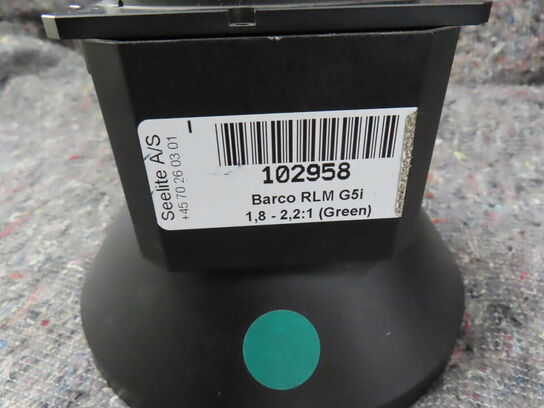 Seelite A/S
+45 70 26 03 01
102958
Barco RLM G5i
1,8 - 2,2:1 (Green)